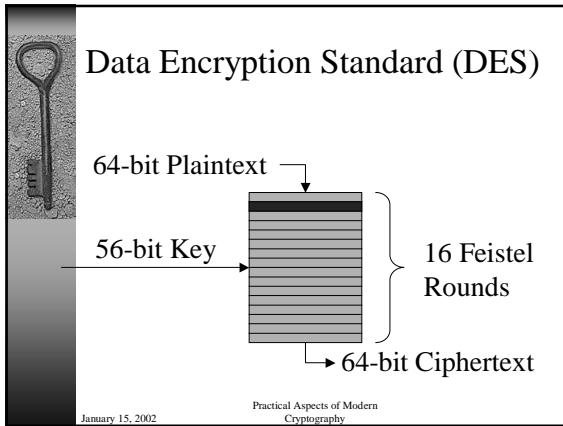 Data Encryption Standard (DES)
64-bit Plaintext
56-bit Key
16 Feistel
Rounds
64-bit Ciphertext
January 15, 2002
Practical Aspects of Modern
Cryptography